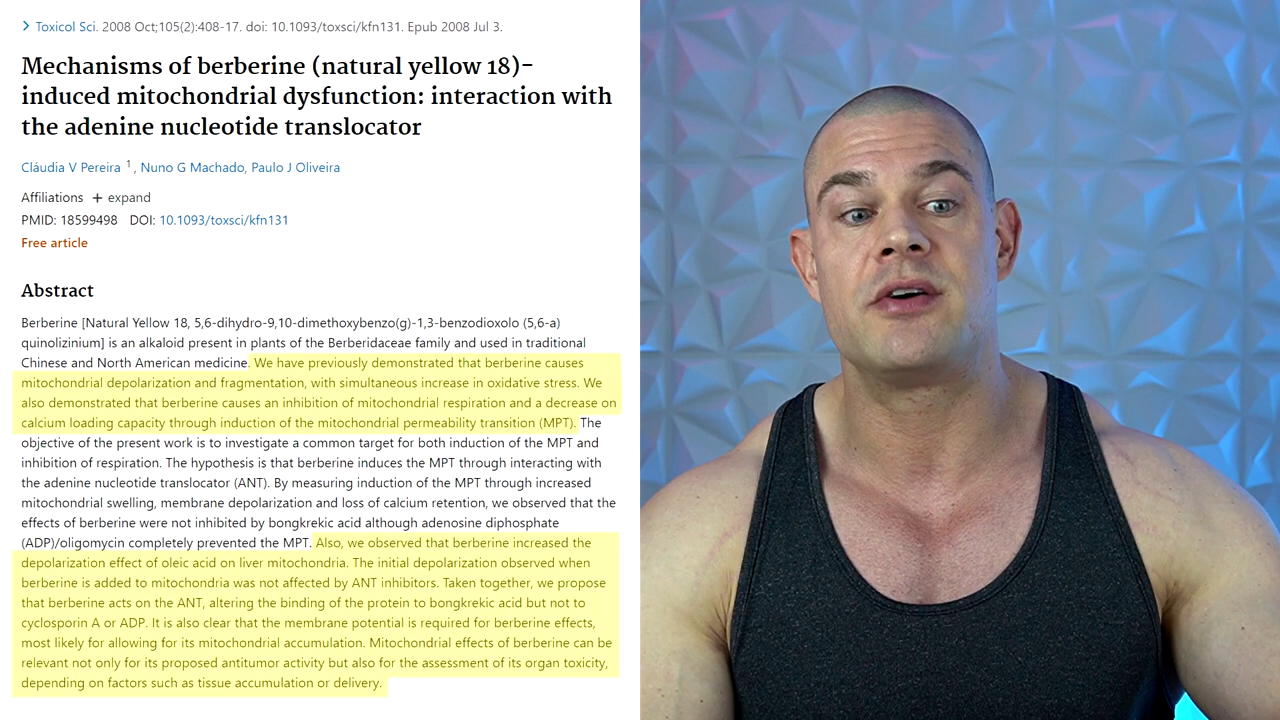 Toxicol Sci. 2008 Oct;105(2):408-17. doi: 10.1093/toxsci/kfn131. Epub 2008 Jul 3.
Mechanisms of berberine (natural yellow 18)-
induced mitochondrial dysfunction: interaction with
the adenine nucleotide translocator
Cláudia V Pereira 1, Nuno G Machado, Paulo J Oliveira
Affiliations + expand
PMID: 18599498 DOI: 10.1093/toxsci/kfn131
Free article
Abstract
Berberine [Natural Yellow 18, 5,6-dihydro-9,10-dimethoxybenzo(g)-1,3-benzodioxolo (5,6-a)
quinolizinium] is an alkaloid present in plants of the Berberidaceae family and used in traditional
Chinese and North American medicine. We have previously demonstrated that berberine causes
mitochondrial depolarization and fragmentation, with simultaneous increase in oxidative stress. We
also demonstrated that berberine causes an inhibition of mitochondrial respiration and a decrease on
calcium loading capacity through induction of the mitochondrial permeability transition (MPT). The
objective of the present work is to investigate a common target for both induction of the MPT and
inhibition of respiration. The hypothesis is that berberine induces the MPT through interacting with
the adenine nucleotide translocator (ANT). By measuring induction of the MPT through increased
mitochondrial swelling, membrane depolarization and loss of calcium retention, we observed that the
effects of berberine were not inhibited by bongkrekic acid although adenosine diphosphate
(ADP)/oligomycin completely prevented the MPT. Also, we observed that berberine increased the
depolarization effect of oleic acid on liver mitochondria. The initial depolarization observed when
berberine is added to mitochondria was not affected by ANT inhibitors. Taken together, we propose
that berberine acts on the ANT, altering the binding of the protein to bongkrekic acid but not to
cyclosporin A or ADP. It is also clear that the membrane potential is required for berberine effects,
most likely for allowing for its mitochondrial accumulation. Mitochondrial effects of berberine can be
relevant not only for its proposed antitumor activity but also for the assessment of its organ toxicity,
depending on factors such as tissue accumulation or delivery.